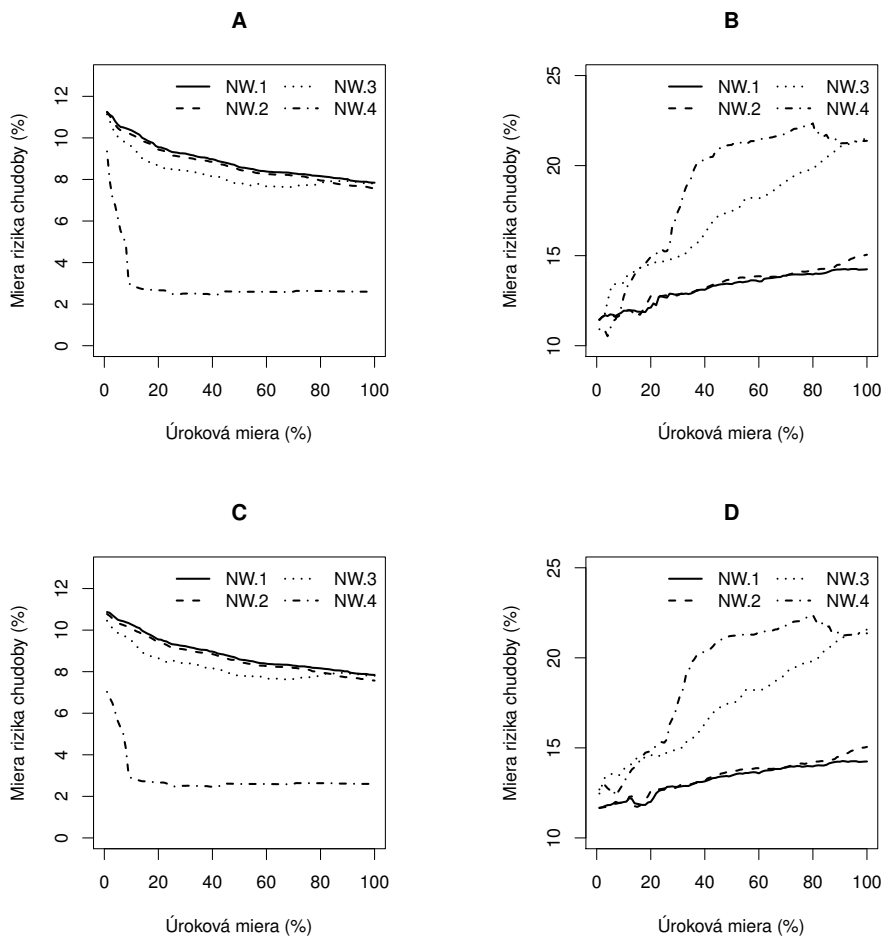 A
Miera rizika chudoby (%)
12
10
8
6
4
2
0
NW.1
NW.2
NW.3
NW.4
0 20 40 60 80 100
Úroková miera (%)
B
Miera rizika chudoby (%)
25
20
15
10
NW.1
NW.2
NW.3
NW.4
0 20 40 60 80 100
Úroková miera (%)
C
Miera rizika chudoby (%)
12
10
8
6
4
2
0
NW.1
NW.2
NW.3
NW.4
0 20 40 60 80 100
Úroková miera (%)
D
Miera rizika chudoby (%)
25
20
15
10
NW.1
NW.2
NW.3
NW.4
0 20 40 60 80 100
Úroková miera (%)